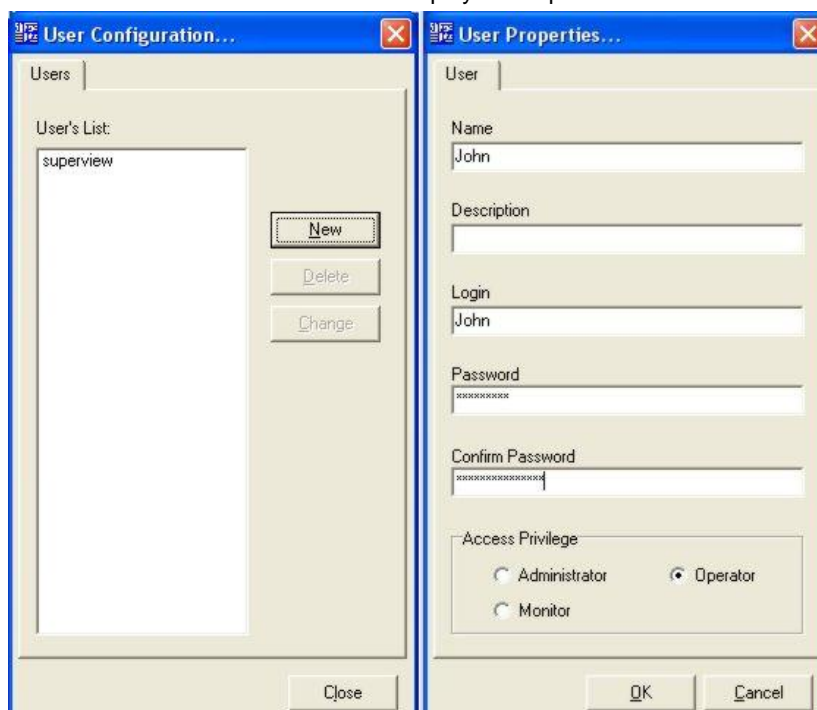 User Configuration...
Users
User's List:
superview
New
Delete
Change
Close
User Properties...
User
Name
John
Description
Login
John
Password
*********
Confirm Password
***************
Access Privilege
Administrator
Operator
Monitor
OK
Cancel